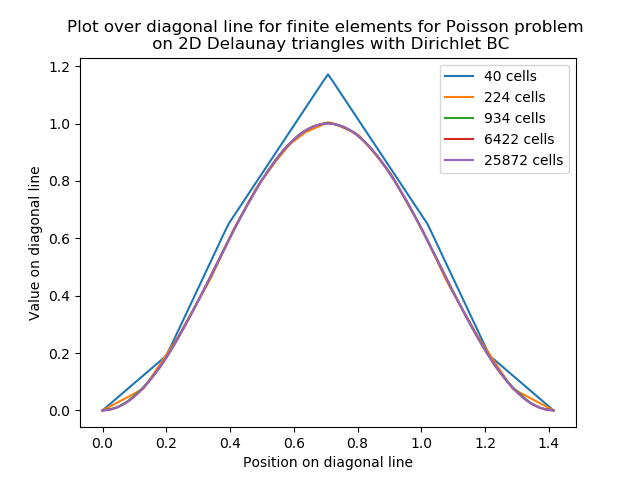 Plot over diagonal line for finite elements for Poisson problem
on 2D Delaunay triangles with Dirichlet BC
1.2
1.0
0.8
0.6
0.4
0.2
0.0
Value on diagonal line
40 cells
224 cells
934 cells
6422 cells
25872 cells
0.0 0.2 0.4 0.6 0.8 1.0 1.2 1.4
Position on diagonal line